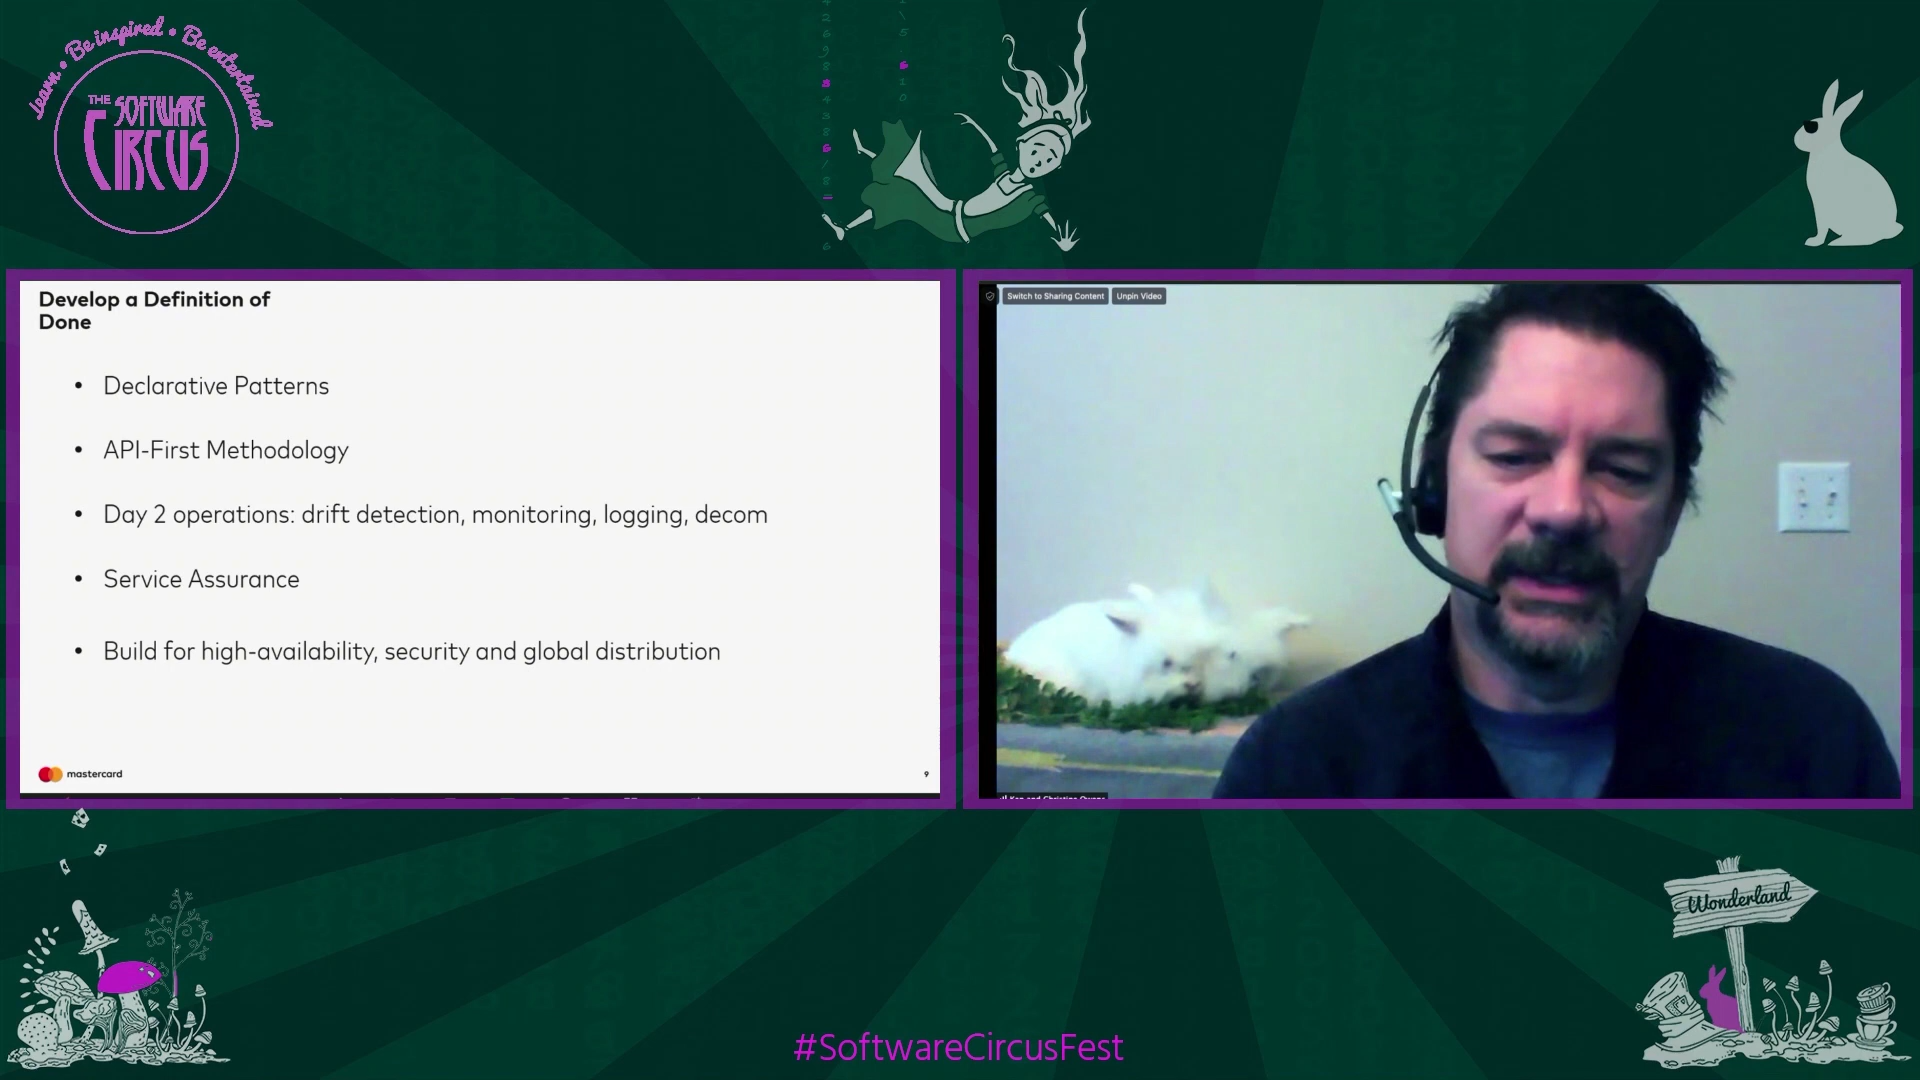 Learn • Be inspired • Be entertained
THE SOFTWARE
CIRCUS
Develop a Definition of
Done
• Declarative Patterns
• API-First Methodology
• Day 2 operations: drift detection, monitoring, logging, decom
• Service Assurance
• Build for high-availability, security and global distribution
mastercard
9
Switch to Sharing Content
Unpin Video
Wonderland
#SoftwareCircusFest